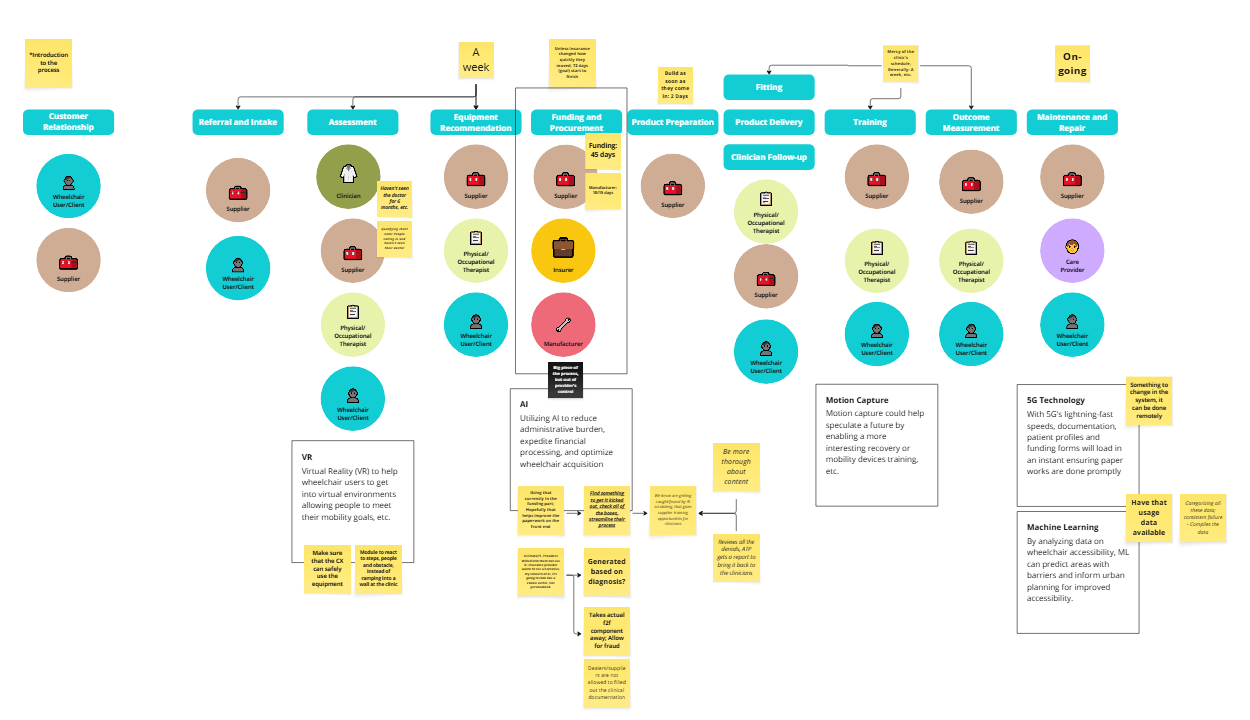 *Introduction
to the
process
A
week
Unless insurance
changed how
quickly they
moved; 72 days
(goal) start to
finish
Build as
soon as
they come
in: 2 Days
Mercy of the
clinic's
schedule,
Generally: A
week, etc.
On-
going
Customer
Relationship
Referral and Intake
Assessment
Equipment
Recommendation
Funding and
Procurement
Product Preparation
Fitting
Product Delivery
Clinician Follow-up
Training
Outcome
Measurement
Maintenance and
Repair
Wheelchair
User/Client
Supplier
Supplier
Wheelchair
User/Client
Clinician
Haven't seen
the doctor
for 6
months, etc.
Supplier
Physical/
Occupational
Therapist
Wheelchair
User/Client
Supplier
Physical/
Occupational
Therapist
Wheelchair
User/Client
Supplier
Funding:
45 days
Manufacturer:
Insurer
Manufacturer
Big piece of
the process,
but out of
provider's
control
Supplier
Physical/
Occupational
Therapist
Supplier
Wheelchair
User/Client
Supplier
Physical/
Occupational
Therapist
Wheelchair
User/Client
Supplier
Physical/
Occupational
Therapist
Wheelchair
User/Client
Supplier
Care
Provider
Wheelchair
User/Client
VR
Virtual Reality (VR) to help
wheelchair users to get
into virtual environments
allowing people to meet
their mobility goals, etc.
Make sure
that the CX
can safely
use the
equipment
Module to react
to steps, people
and obstacle,
instead of
ramping into a
wall at the clinic
AI
Utilizing AI to reduce
administrative burden,
expedite financial
processing, and optimize
wheelchair acquisition
Using that
currently in the
funding part;
Hopefully that
helps improve the
paperwork on the
front end
Find something
to get it kicked
out; check all of
the boxes,
streamline their
process
Generated
based on
diagnosis?
Takes actual
f2f
component
away; Allow
for fraud
Dealers/supplie
rs are not
allowed to filled
out the clinical
documentation
Be more
thorough
about
content
Reviews all the
denials, ATP
gets a report to
bring it back to
the clinicians
Motion Capture
Motion capture could help
speculate a future by
enabling a more
interesting recovery or
mobility devices training,
etc.
5G Technology
With 5G's lightning-fast
speeds, documentation,
patient profiles and
funding forms will load in
an instant ensuring paper
works are done promptly
Something to
change in the
system, it
can be done
remotely
Machine Learning
By analyzing data on
wheelchair accessibility, ML
can predict areas with
barriers and inform urban
planning for improved
accessibility.
Have that
usage
data
available
Categorizing all
these data;
consistent failure
- Compiles the
data